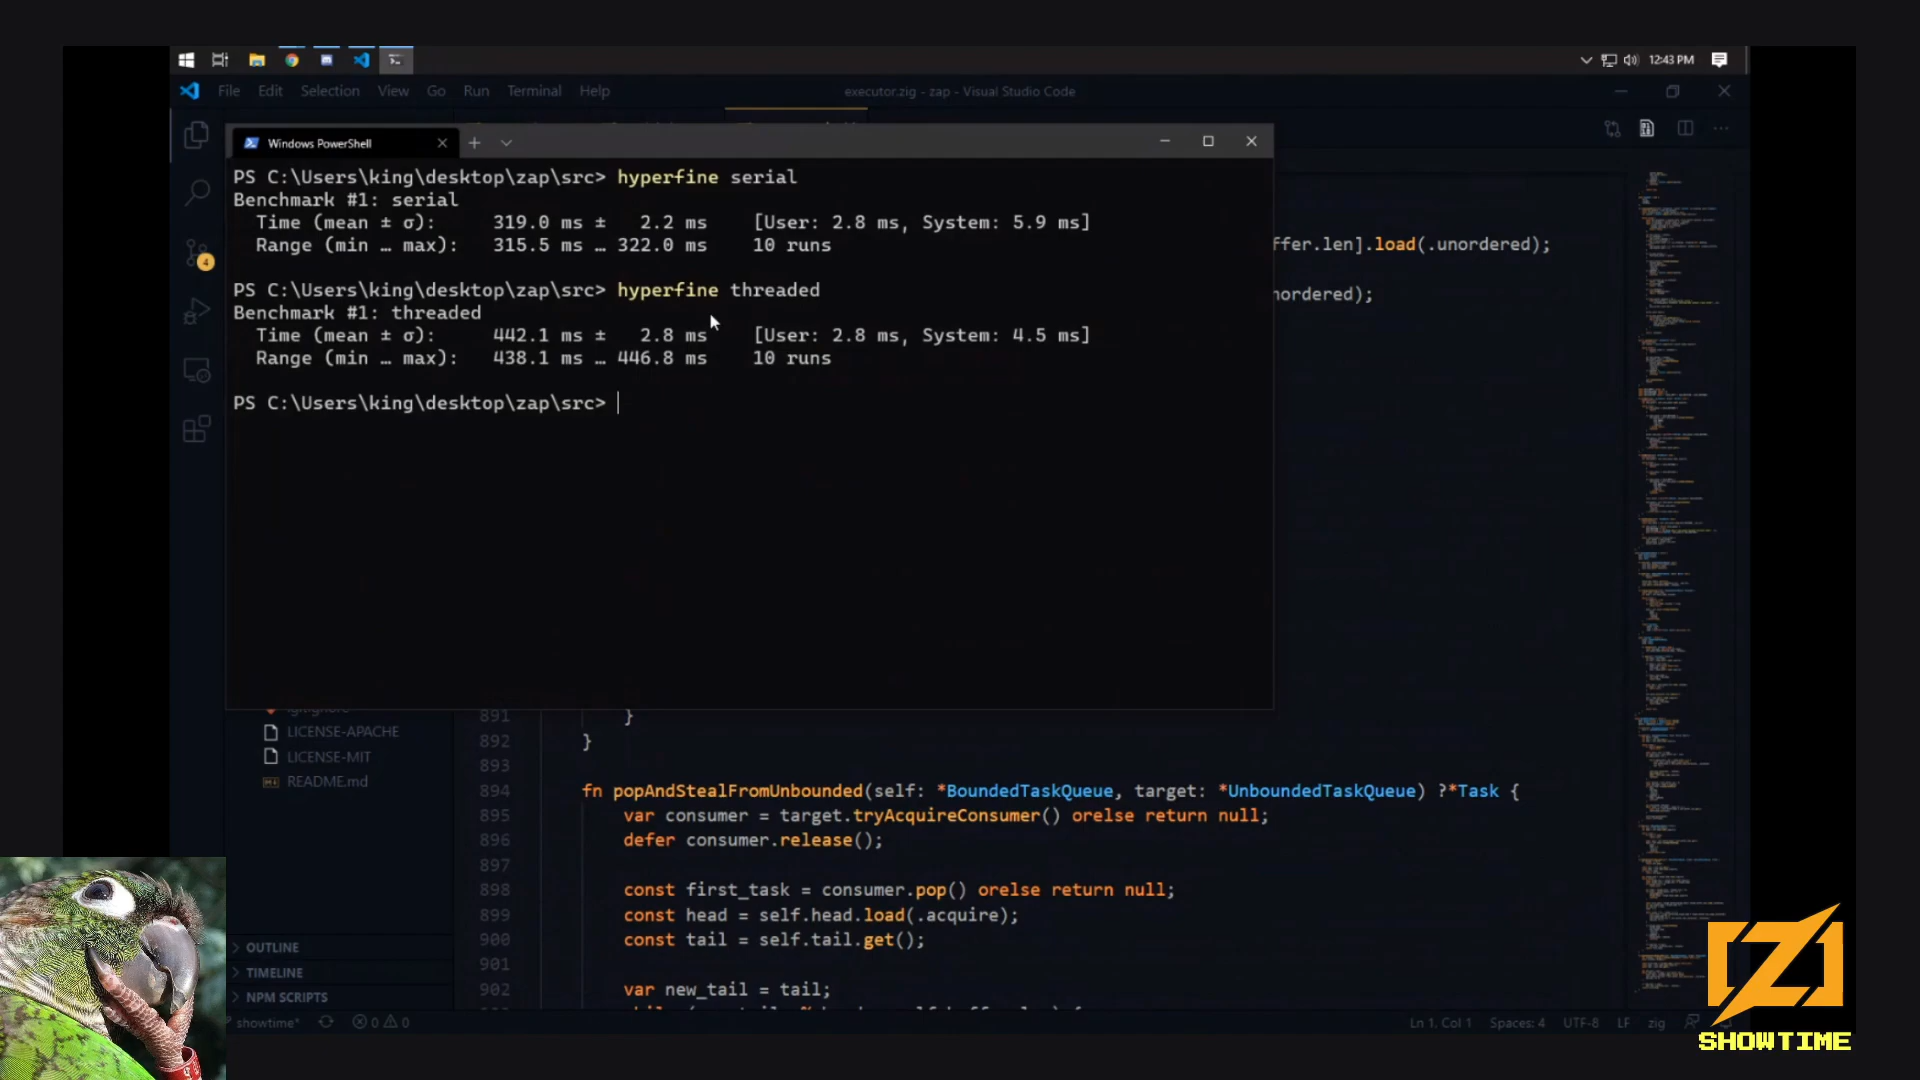 12:43 PM
File Edit Selection View Go Run Terminal Help
executor.zig - zap - Visual Studio Code
Windows PowerShell
PS C:\Users\king\desktop\zap\src> hyperfine serial
Benchmark #1: serial
Time (mean ± σ): 319.0 ms ± 2.2 ms [User: 2.8 ms, System: 5.9 ms]
Range (min … max): 315.5 ms … 322.0 ms 10 runs
PS C:\Users\king\desktop\zap\src> hyperfine threaded
Benchmark #1: threaded
Time (mean ± σ): 442.1 ms ± 2.8 ms [User: 2.8 ms, System: 4.5 ms]
Range (min … max): 438.1 ms … 446.8 ms 10 runs
PS C:\Users\king\desktop\zap\src>
ffer.len].load(.unordered);
nordered);
4
LICENSE-APACHE
LICENSE-MIT
README.md
OUTLINE
TIMELINE
NPM SCRIPTS
891 }
892 }
893
894 fn popAndStealFromUnbounded(self: *BoundedTaskQueue, target: *UnboundedTaskQueue) ?*Task {
895 var consumer = target.tryAcquireConsumer() orelse return null;
896 defer consumer.release();
897
898 const first_task = consumer.pop() orelse return null;
899 const head = self.head.load(.acquire);
900 const tail = self.tail.get();
901
902 var new_tail = tail;
showtime* 0 0
Ln 1, Col 1 Spaces: 4 UTF-8 LF zig
SHOWTIME